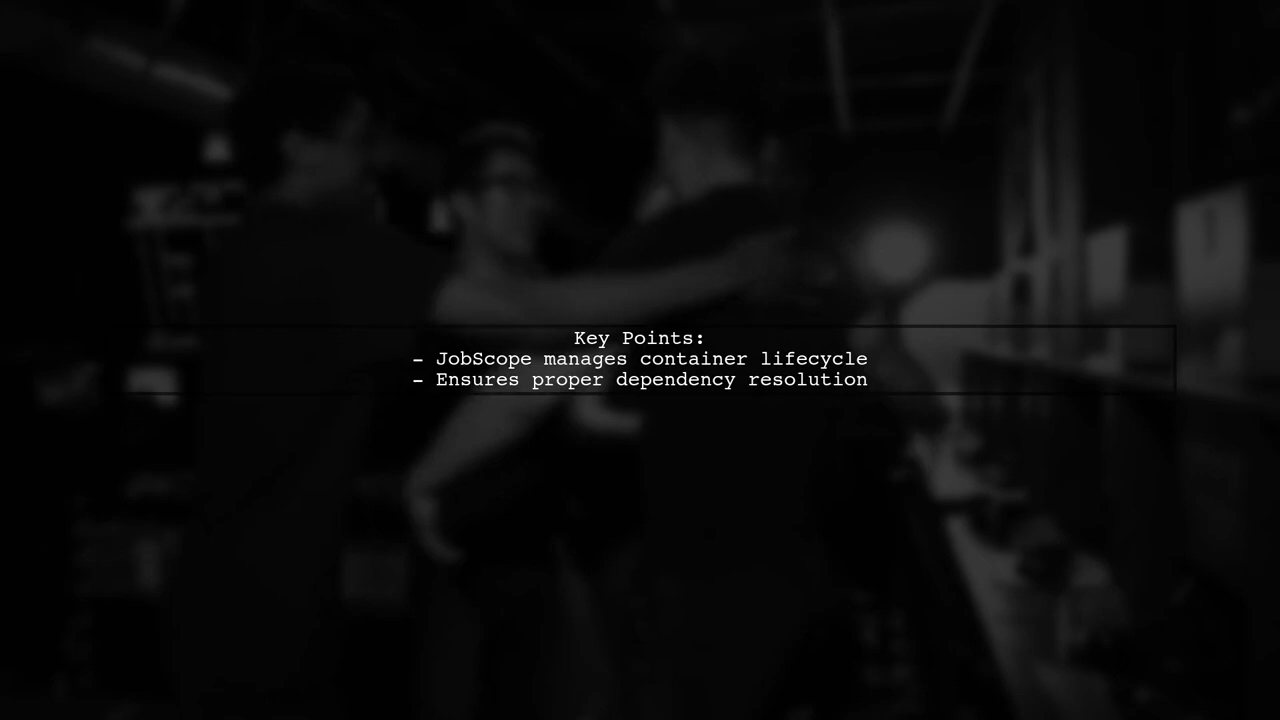 Key Points:
– JobScope manages container lifecycle
– Ensures proper dependency resolution